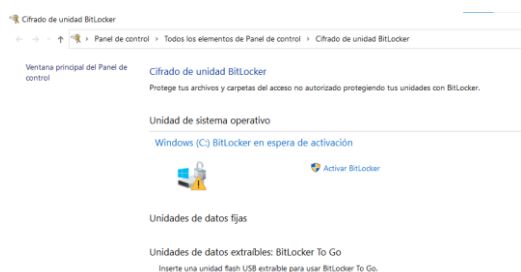 Cifrado de unidad BitLocker
Panel de control › Todos los elementos de Panel de control › Cifrado de unidad BitLocker
Ventana principal del Panel de
control
Cifrado de unidad BitLocker
Protege tus archivos y carpetas del acceso no autorizado protegiendo tus unidades con BitLocker.
Unidad de sistema operativo
Windows (C:) BitLocker en espera de activación
Activar BitLocker
Unidades de datos fijas
Unidades de datos extraíbles: BitLocker To Go
Inserte una unidad flash USB extraíble para usar BitLocker To Go.